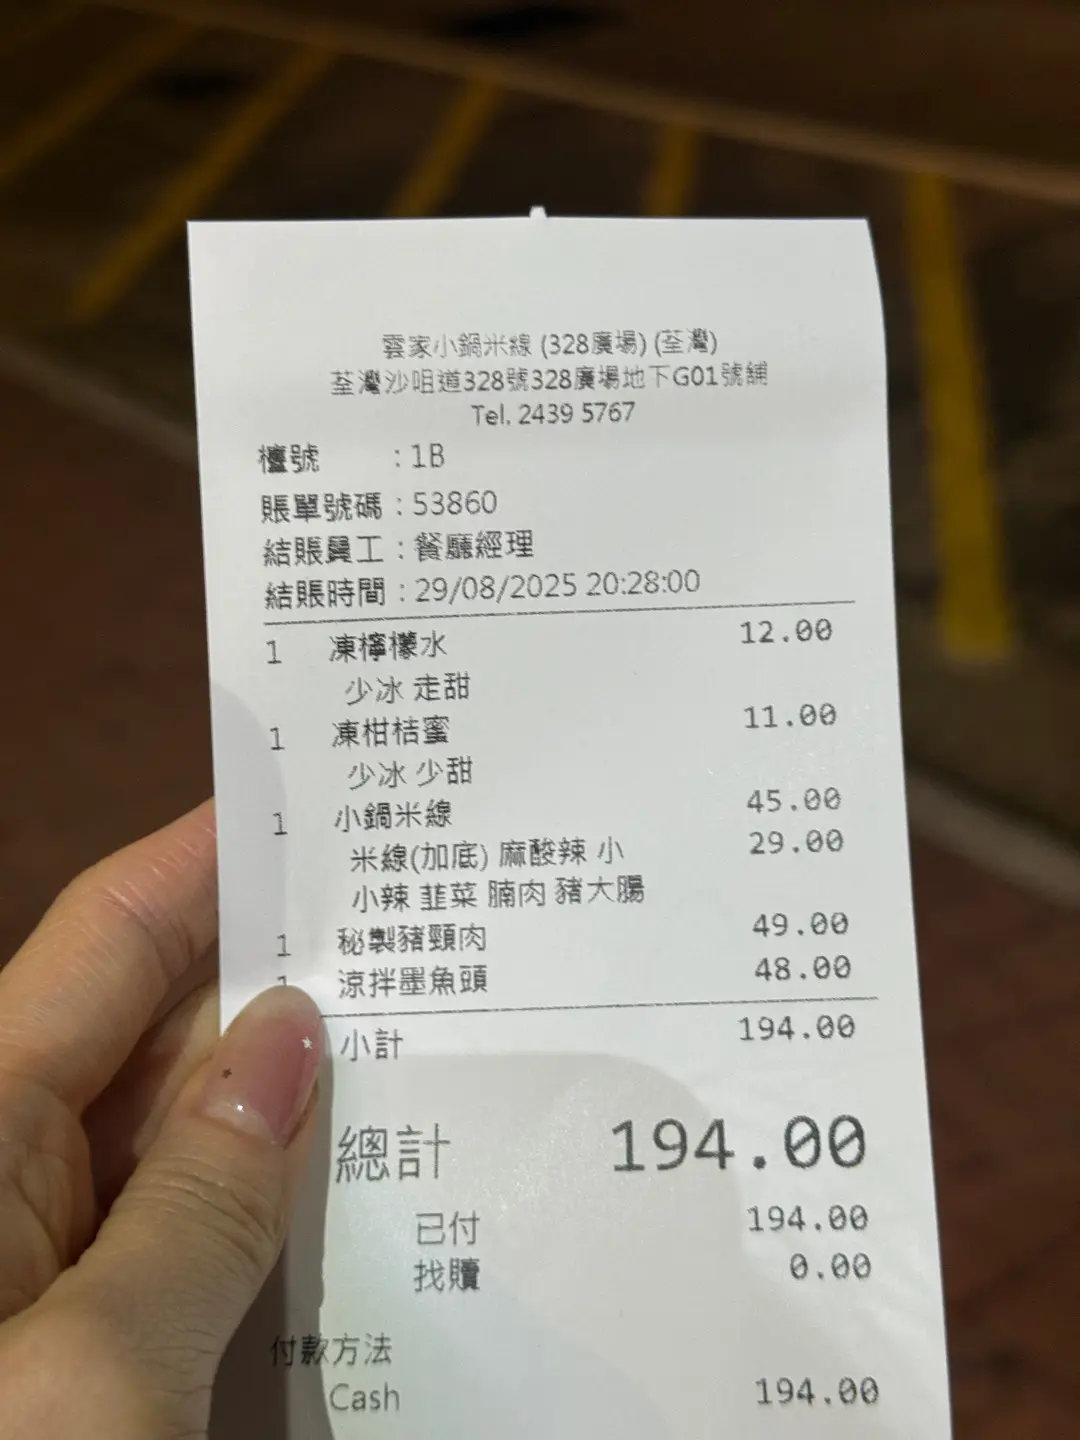 雲家小鍋米線 (328廣場) (荃灣)
荃灣沙咀道328號328廣場地下G01號舖
Tel. 2439 5767
檯號 : 1B
賬單號碼 : 53860
結賬員工 : 餐廳經理
結賬時間 : 29/08/2025 20:28:00
1 凍檸檬水 12.00
少冰 走甜
1 凍柑桔蜜 11.00
少冰 少甜
1 小鍋米線 45.00
米線(加底) 麻酸辣 小 29.00
小辣 韮菜 腩肉 豬大腸
1 秘製豬頸肉 49.00
1 涼拌墨魚頭 48.00
小計 194.00
總計 194.00
已付 194.00
找贖 0.00
付款方法
Cash 194.00